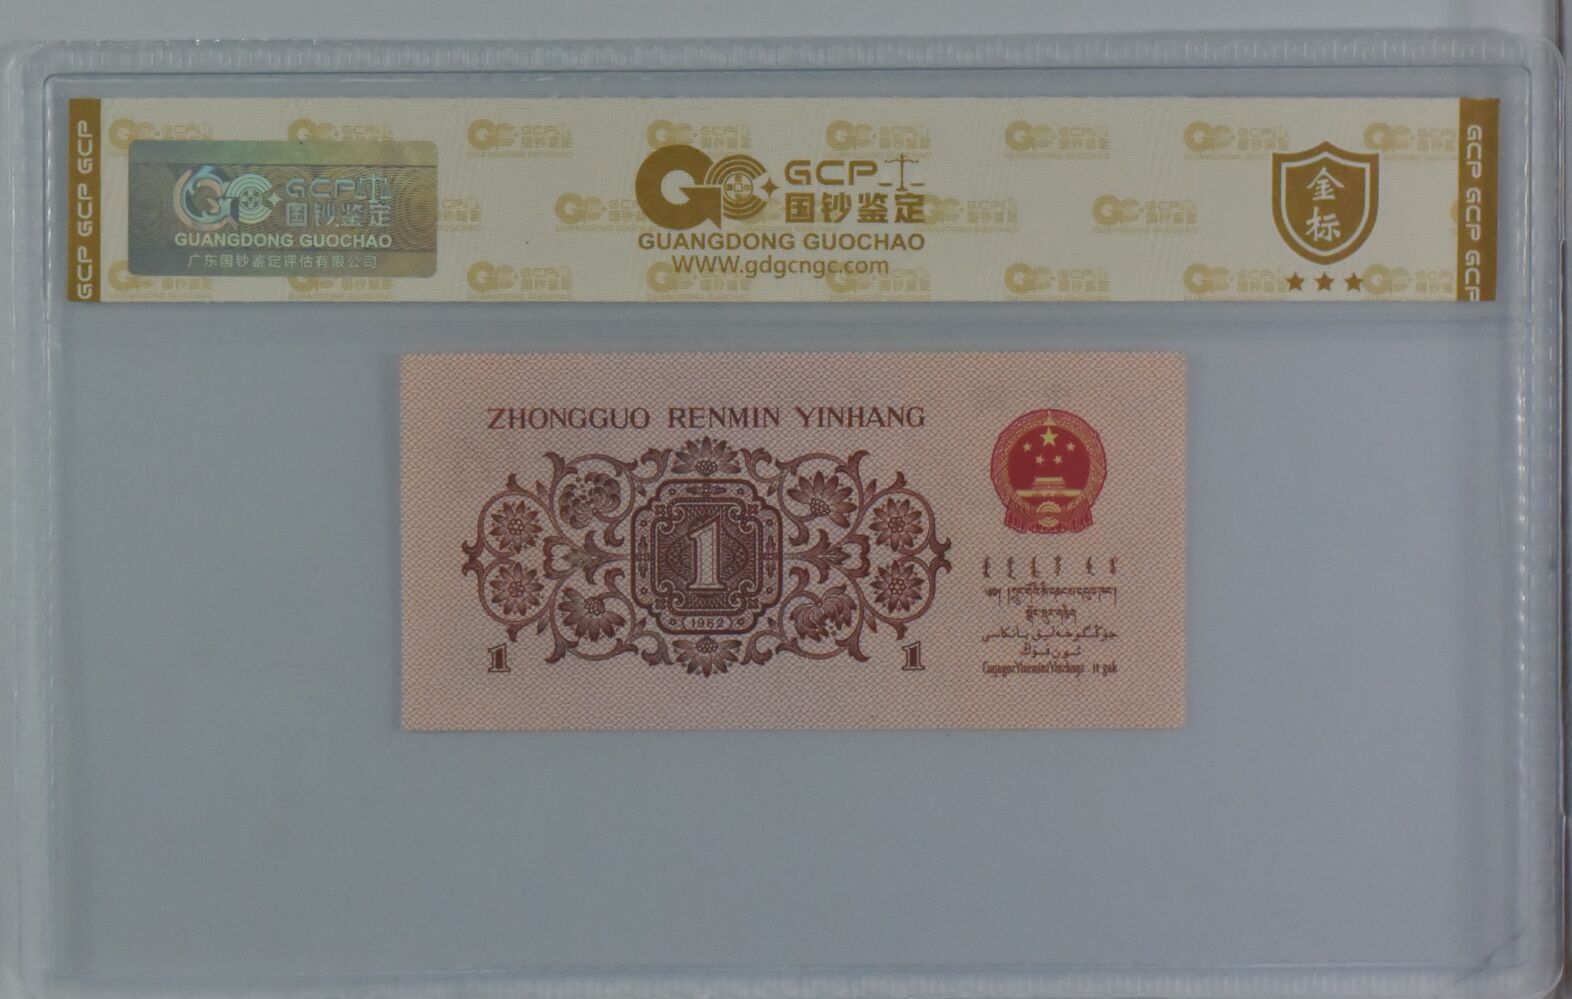 GCP GCP GCP
GCP
国钞鉴定
GUANGDONG GUOCHAO
广东国钞鉴定评估有限公司
GCP
国钞鉴定
GUANGDONG GUOCHAO
WWW.gdgcngc.com
金标
GCP GCP GCP
ZHONGGUO RENMIN YINHANG
1
1962
1
1